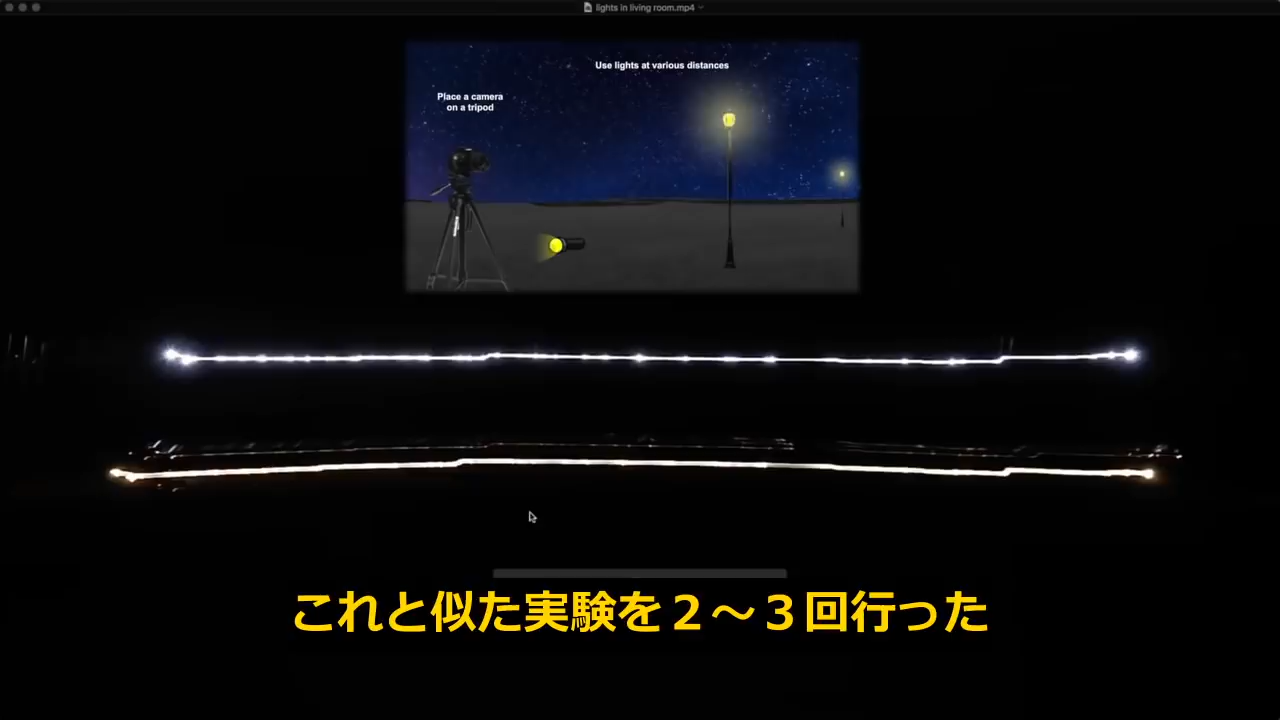 lights in living room.mp4
Use lights at various distances
Place a camera
on a tripod
これと似た実験を２～３回行った